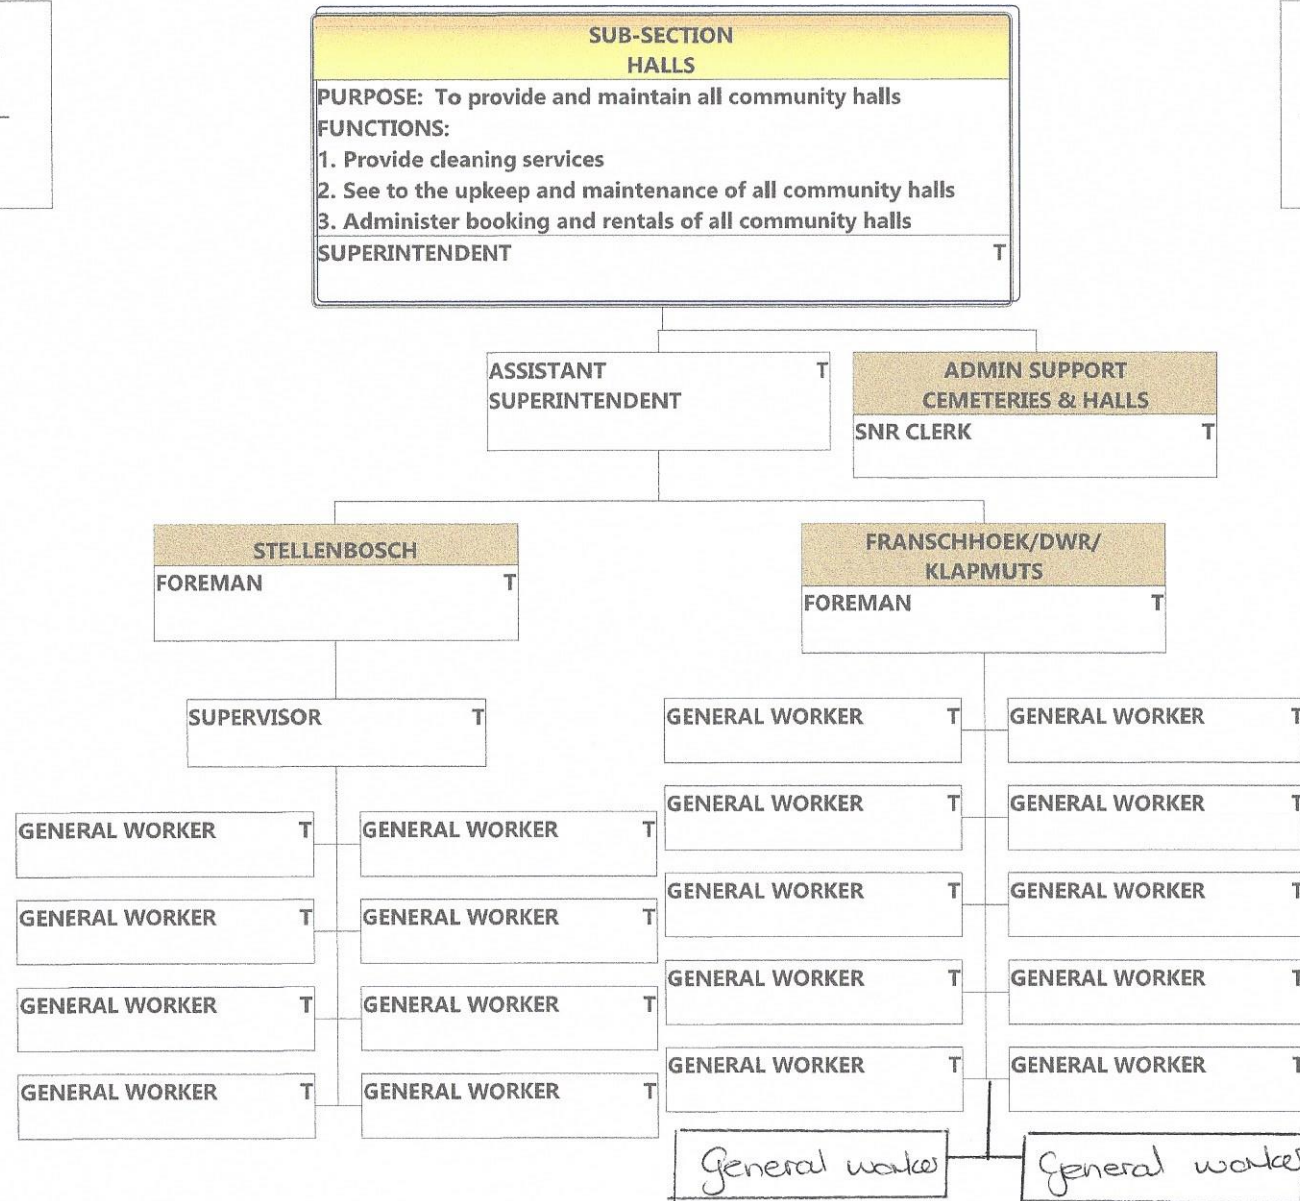 SUB-SECTION
HALLS
PURPOSE: To provide and maintain all community halls
FUNCTIONS:
1. Provide cleaning services
2. See to the upkeep and maintenance of all community halls
3. Administer booking and rentals of all community halls
SUPERINTENDENT T
ASSISTANT T
SUPERINTENDENT
ADMIN SUPPORT
CEMETERIES & HALLS
SNR CLERK T
STELLENBOSCH
FOREMAN T
SUPERVISOR T
GENERAL WORKER T
GENERAL WORKER T
GENERAL WORKER T
GENERAL WORKER T
GENERAL WORKER T
GENERAL WORKER T
GENERAL WORKER T
GENERAL WORKER T
FRANSCHHOEK/DWR/
KLAPMUTS
FOREMAN T
GENERAL WORKER T
GENERAL WORKER T
GENERAL WORKER T
GENERAL WORKER T
GENERAL WORKER T
GENERAL WORKER T
GENERAL WORKER T
GENERAL WORKER T
GENERAL WORKER T
GENERAL WORKER T
General worker
General worker